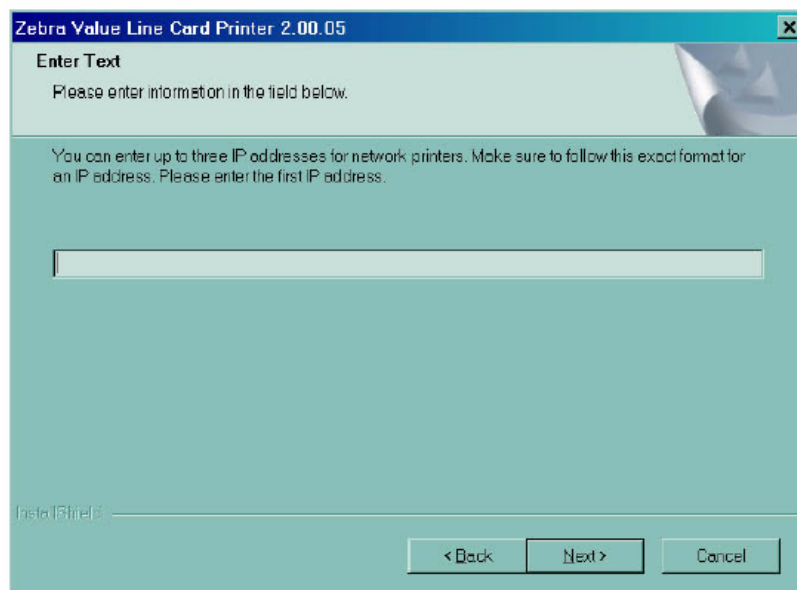 Zebra Value Line Card Printer 2.00.05
Enter Text
Please enter information in the field below.
You can enter up to three IP addresses for network printers. Make sure to follow this exact format for
an IP address. Please enter the first IP address.
InstallShield
< Back Next > Cancel